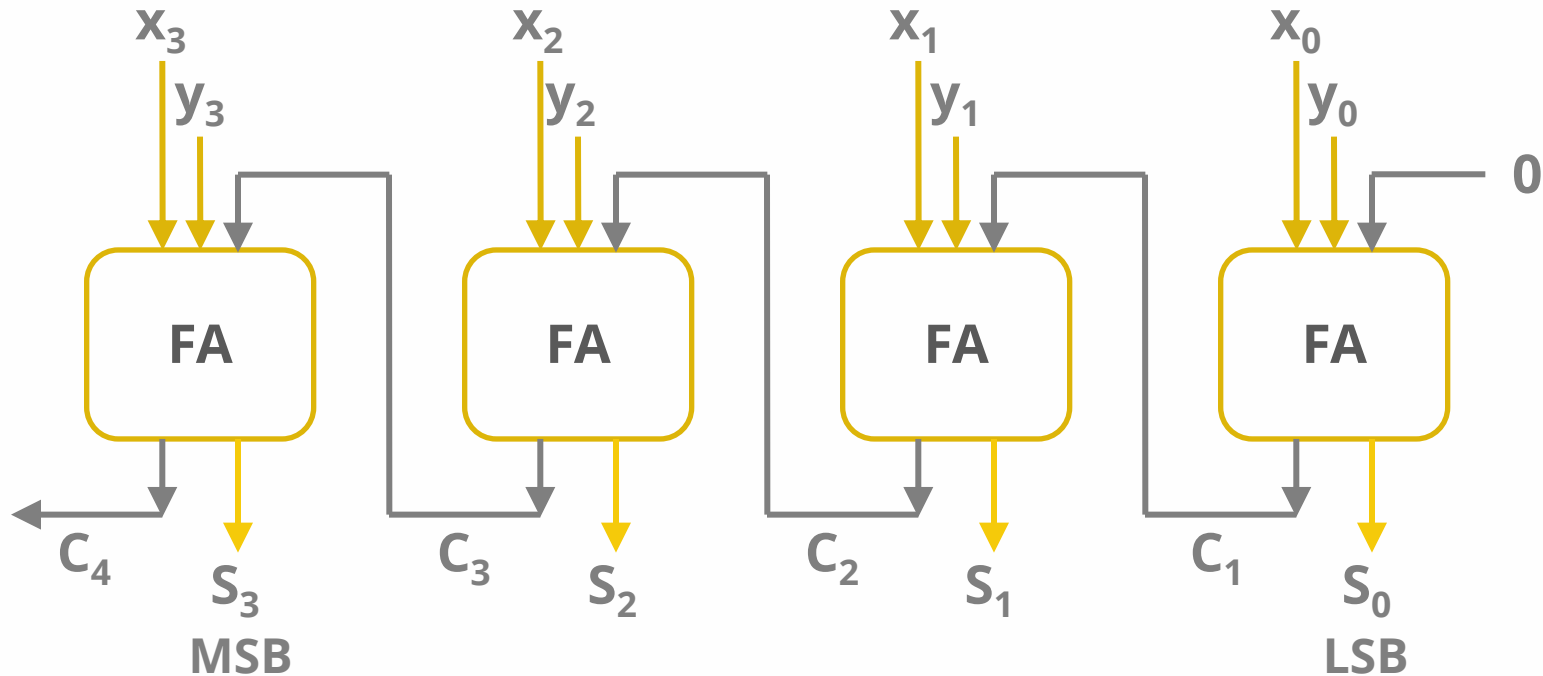 x₃ x₂ x₁ x₀
y₃ y₂ y₁ y₀
0
FA FA FA FA
C₄ C₃ C₂ C₁
S₃ S₂ S₁ S₀
MSB LSB